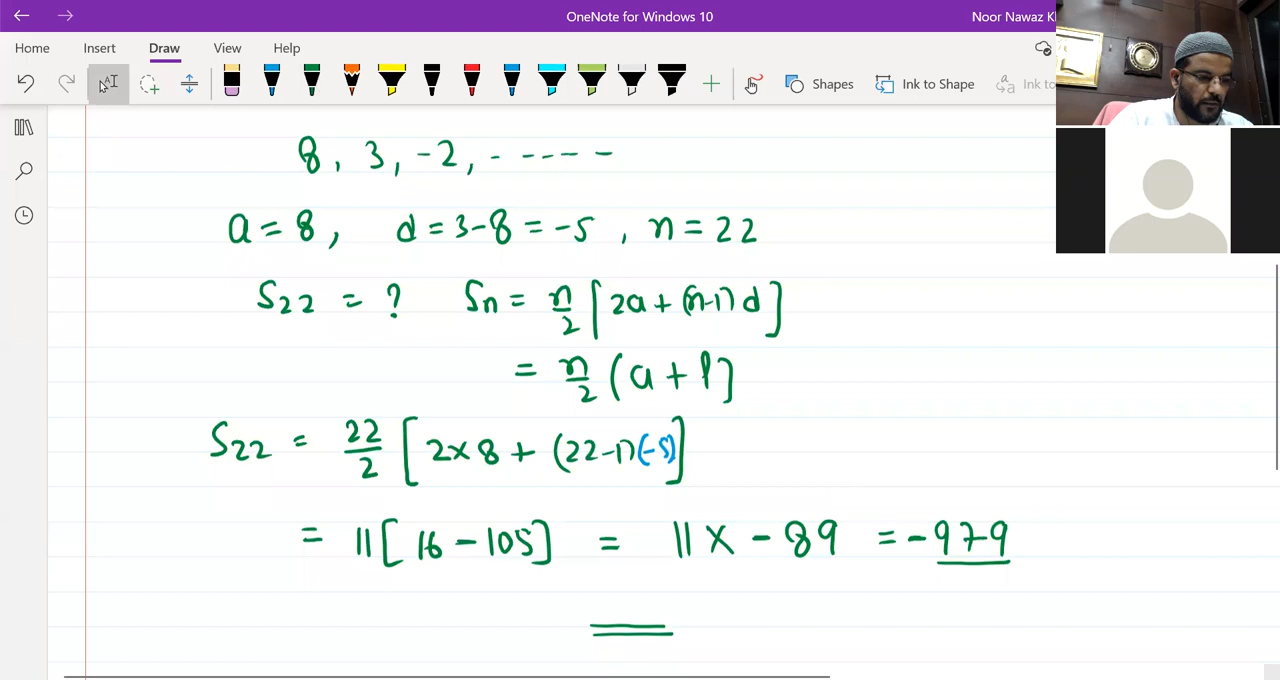 OneNote for Windows 10
Noor Nawaz K
Home Insert Draw View Help
Shapes Ink to Shape Ink to
8, 3, -2, - - - - - -
a = 8, d = 3-8 = -5, n = 22
S22 = ? Sn = n/2 [2a + (n-1) d]
= n/2 (a + l]
S22 = 22/2 [2 x 8 + (22-1)(-5)]
= 11[16 - 105] = 11 x - 89 = - 979